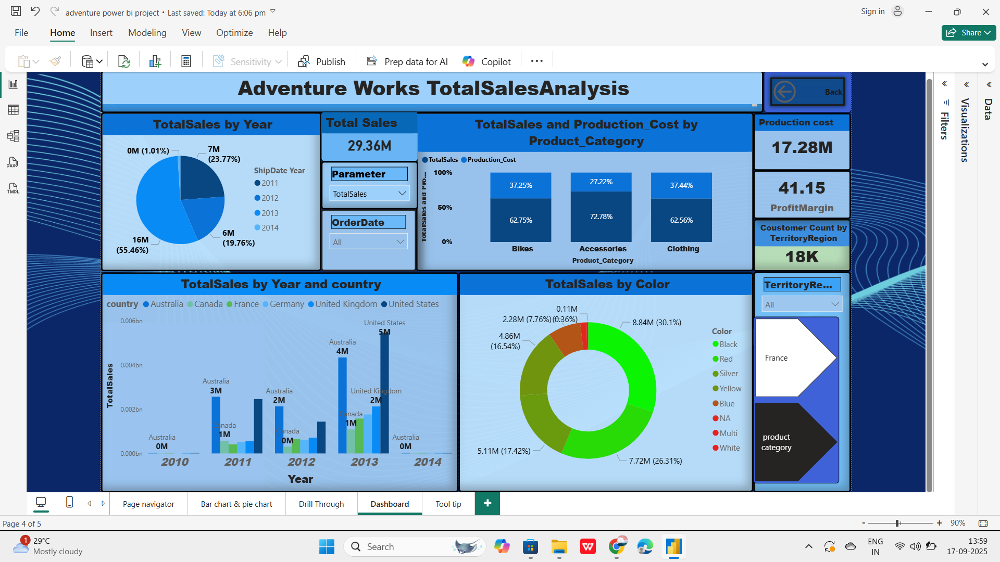 adventure power bi project • Last saved: Today at 6:06 pm
Sign in
File Home Insert Modeling View Optimize Help
Share
Sensitivity
Publish
Prep data for AI
Copilot
Adventure Works TotalSalesAnalysis
Back
TotalSales by Year
0M (1.01%)
7M
(23.77%)
ShipDate Year
2011
2012
2013
2014
16M
(55.46%)
6M
(19.76%)
Total Sales
29.36M
Parameter
TotalSales
OrderDate
All
TotalSales and Production_Cost by
Product_Category
TotalSales Production_Cost
TotalSales and Pro...
100%
50%
0%
37.25%
62.75%
27.22%
72.78%
37.44%
62.56%
Bikes Accessories Clothing
Product_Category
Production cost
17.28M
41.15
ProfitMargin
Coustomer Count by
TerritoryRegion
18K
TotalSales by Year and country
country Australia Canada France Germany United Kingdom United States
TotalSales
0.006bn
0.004bn
0.002bn
0.000bn
Australia
0M
Australia
3M
Canada
1M
Australia
2M
Canada
0M
Australia
4M
Canada
1M
United Kingdom
2M
United States
5M
Australia
0M
2010 2011 2012 2013 2014
Year
TotalSales by Color
0.11M
(0.36%)
2.28M (7.76%)
4.86M
(16.54%)
5.11M (17.42%)
8.84M (30.1%)
7.72M (26.31%)
Color
Black
Red
Silver
Yellow
Blue
NA
Multi
White
TerritoryRe...
All
France
product
category
Filters
Visualizations
Data
DAX
TMDL
Page navigator
Bar chart & pie chart
Drill Through
Dashboard
Tool tip
+
Page 4 of 5
- + 90%
1
29°C
Mostly cloudy
Search
W
ENG
IN
13:59
17-09-2025